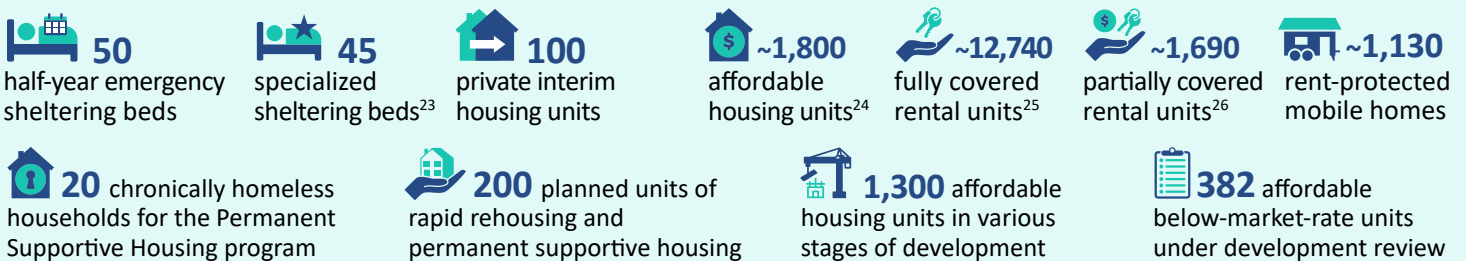 50
half-year emergency
sheltering beds
45
specialized
sheltering beds23
100
private interim
housing units
$ ~1,800
affordable
housing units24
~12,740
fully covered
rental units25
$ ~1,690
partially covered
rental units26
~1,130
rent-protected
mobile homes
20 chronically homeless
households for the Permanent
Supportive Housing program
200 planned units of
rapid rehousing and
permanent supportive housing
1,300 affordable
housing units in various
stages of development
382 affordable
below-market-rate units
under development review